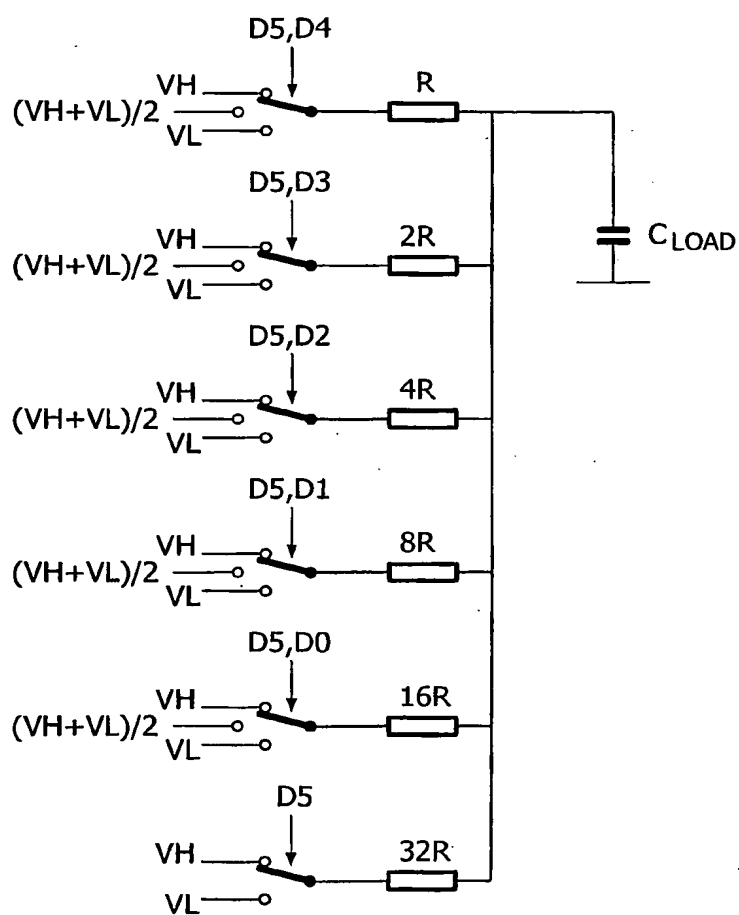 D5,D4
VH
R
(VH+VL)/2
VL
D5,D3
VH
2R
CLOAD
(VH+VL)/2
VL
D5,D2
VH
4R
(VH+VL)/2
VL
D5,D1
VH
8R
(VH+VL)/2
VL
D5,D0
VH
16R
(VH+VL)/2
VL
D5
VH
32R
VL